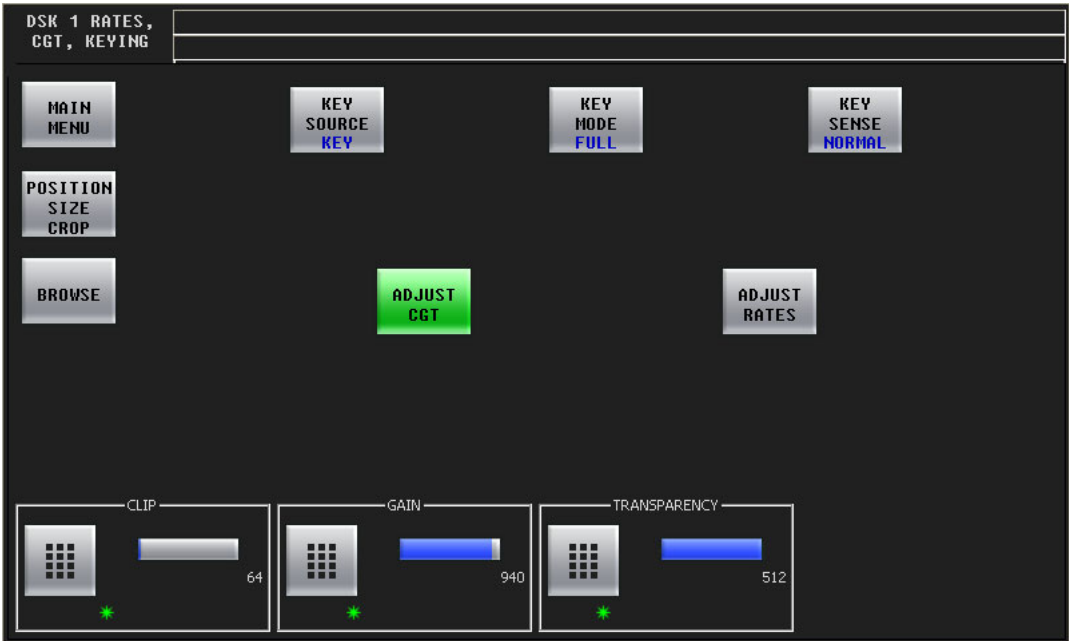 DSK 1 RATES,
CGT, KEYING
MAIN
MENU
KEY
SOURCE
KEY
KEY
MODE
FULL
KEY
SENSE
NORMAL
POSITION
SIZE
CROP
BROWSE
ADJUST
CGT
ADJUST
RATES
CLIP
64
GAIN
940
TRANSPARENCY
512